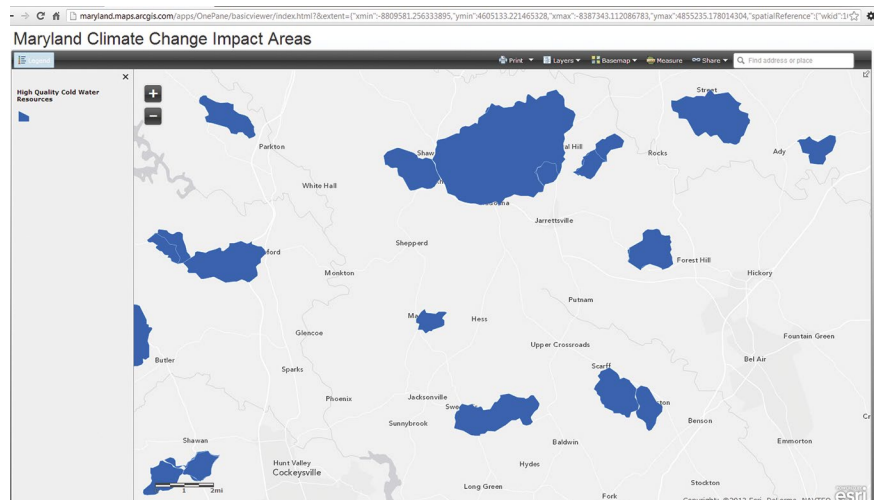 maryland.maps.arcgis.com/apps/OnePane/basicviewer/index.html?&extent={"xmin":-8809581.256333895,"ymin":4605133.221465328,"xmax":-8387343.112086783,"ymax":4855235.178014304,"spatialReference":{"wkid":1
Maryland Climate Change Impact Areas
Legend
Print
Layers
Basemap
Measure
Share
Find address or place
High Quality Cold Water
Resources
Street
Parkton
Shaw
al Hill
Rocks
Ady
White Hall
Jarrettsville
Shepperd
ford
Forest Hill
Monkton
Hickory
Putnam
Ma
Hess
Glencoe
Fountain Green
Upper Crossroads
Butler
Bel Air
Sparks
Scarff
Phoenix
Jacksonville
Swe
ston
Sunnybrook
Benson
Shawan
Baldwin
Emmorton
Hunt Valley
Cockeysville
Hydes
1 2mi
Long Green
Stockton
Fork
esri